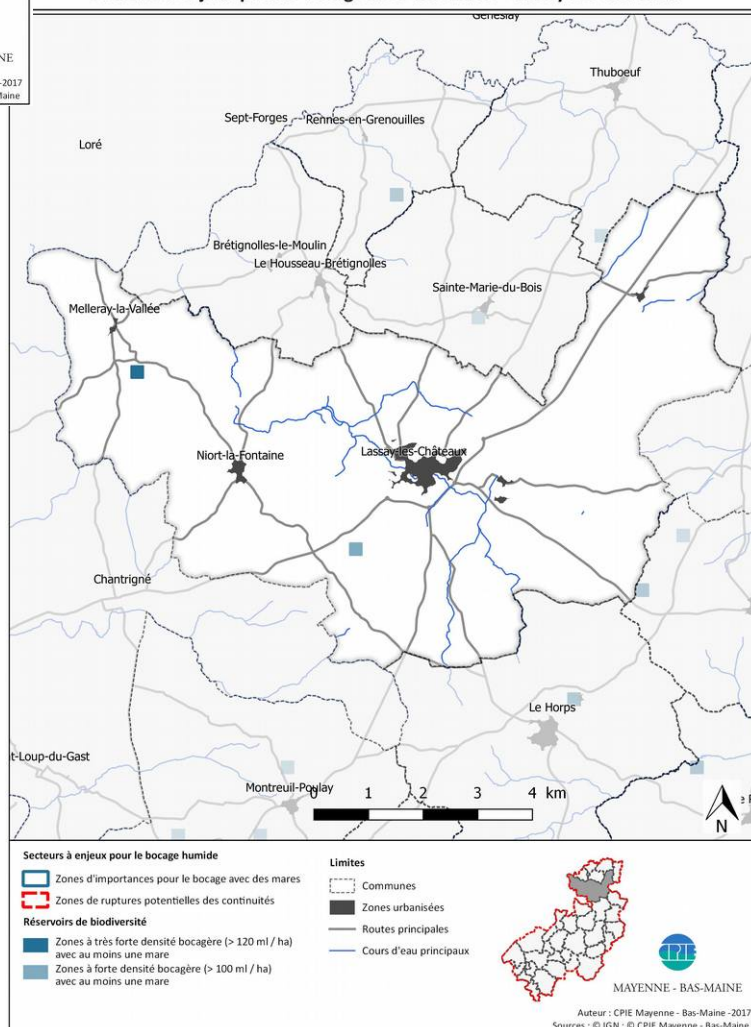 NE
-2017
Maine
Geneslay
Thuboeuf
Sept-Forges
Rennes-en-Grenouilles
Loré
Brétignolles-le-Moulin
Le Housseau-Brétignolles
Sainte-Marie-du-Bois
Melleray-la-Vallée
Niort-la-Fontaine
Lassay-les-Châteaux
Chantrigné
Le Horps
t-Loup-du-Gast
Montreuil-Poulay
0 1 2 3 4 km
N
Secteurs à enjeux pour le bocage humide
Zones d'importances pour le bocage avec des mares
Zones de ruptures potentielles des continuités
Réservoirs de biodiversité
Zones à très forte densité bocagère (> 120 ml / ha)
avec au moins une mare
Zones à forte densité bocagère (> 100 ml / ha)
avec au moins une mare
Limites
Communes
Zones urbanisées
Routes principales
Cours d'eau principaux
CPIE
MAYENNE - BAS-MAINE
Auteur : CPIE Mayenne - Bas-Maine -2017
Sources : © IGN ; © CPIE Mayenne - Bas-Maine